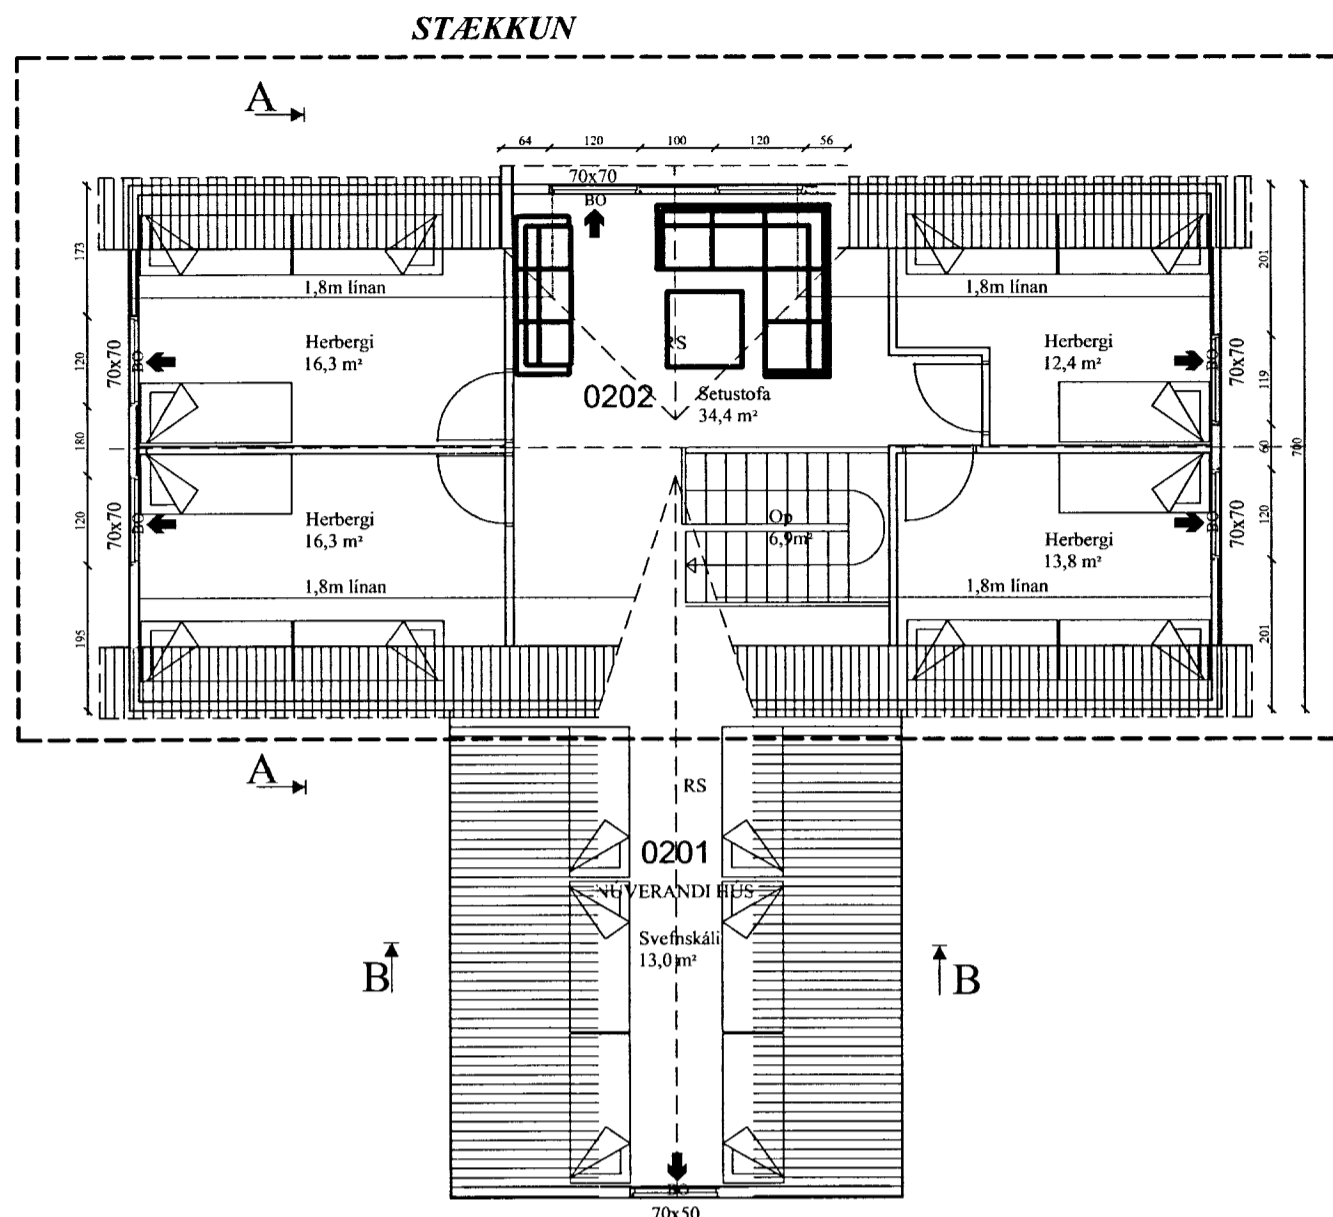 STÆKKUN
A
64 120 100 120 56
70x70
BO
173
201
1,8m línan
1,8m línan
Herbergi
16,3 m²
RS
Herbergi
12,4 m²
120
70x70
BO
BO
70x70
119
0202
Setustofa
34,4 m²
180
60
700
120
70x70
BO
Herbergi
16,3 m²
Op
6,9m²
Herbergi
13,8 m²
BO
70x70
120
1,8m línan
1,8m línan
195
201
A
RS
0201
NÚVERANDI HÚS
Svefnskáli
13,0 m²
B
B
BO
70x50